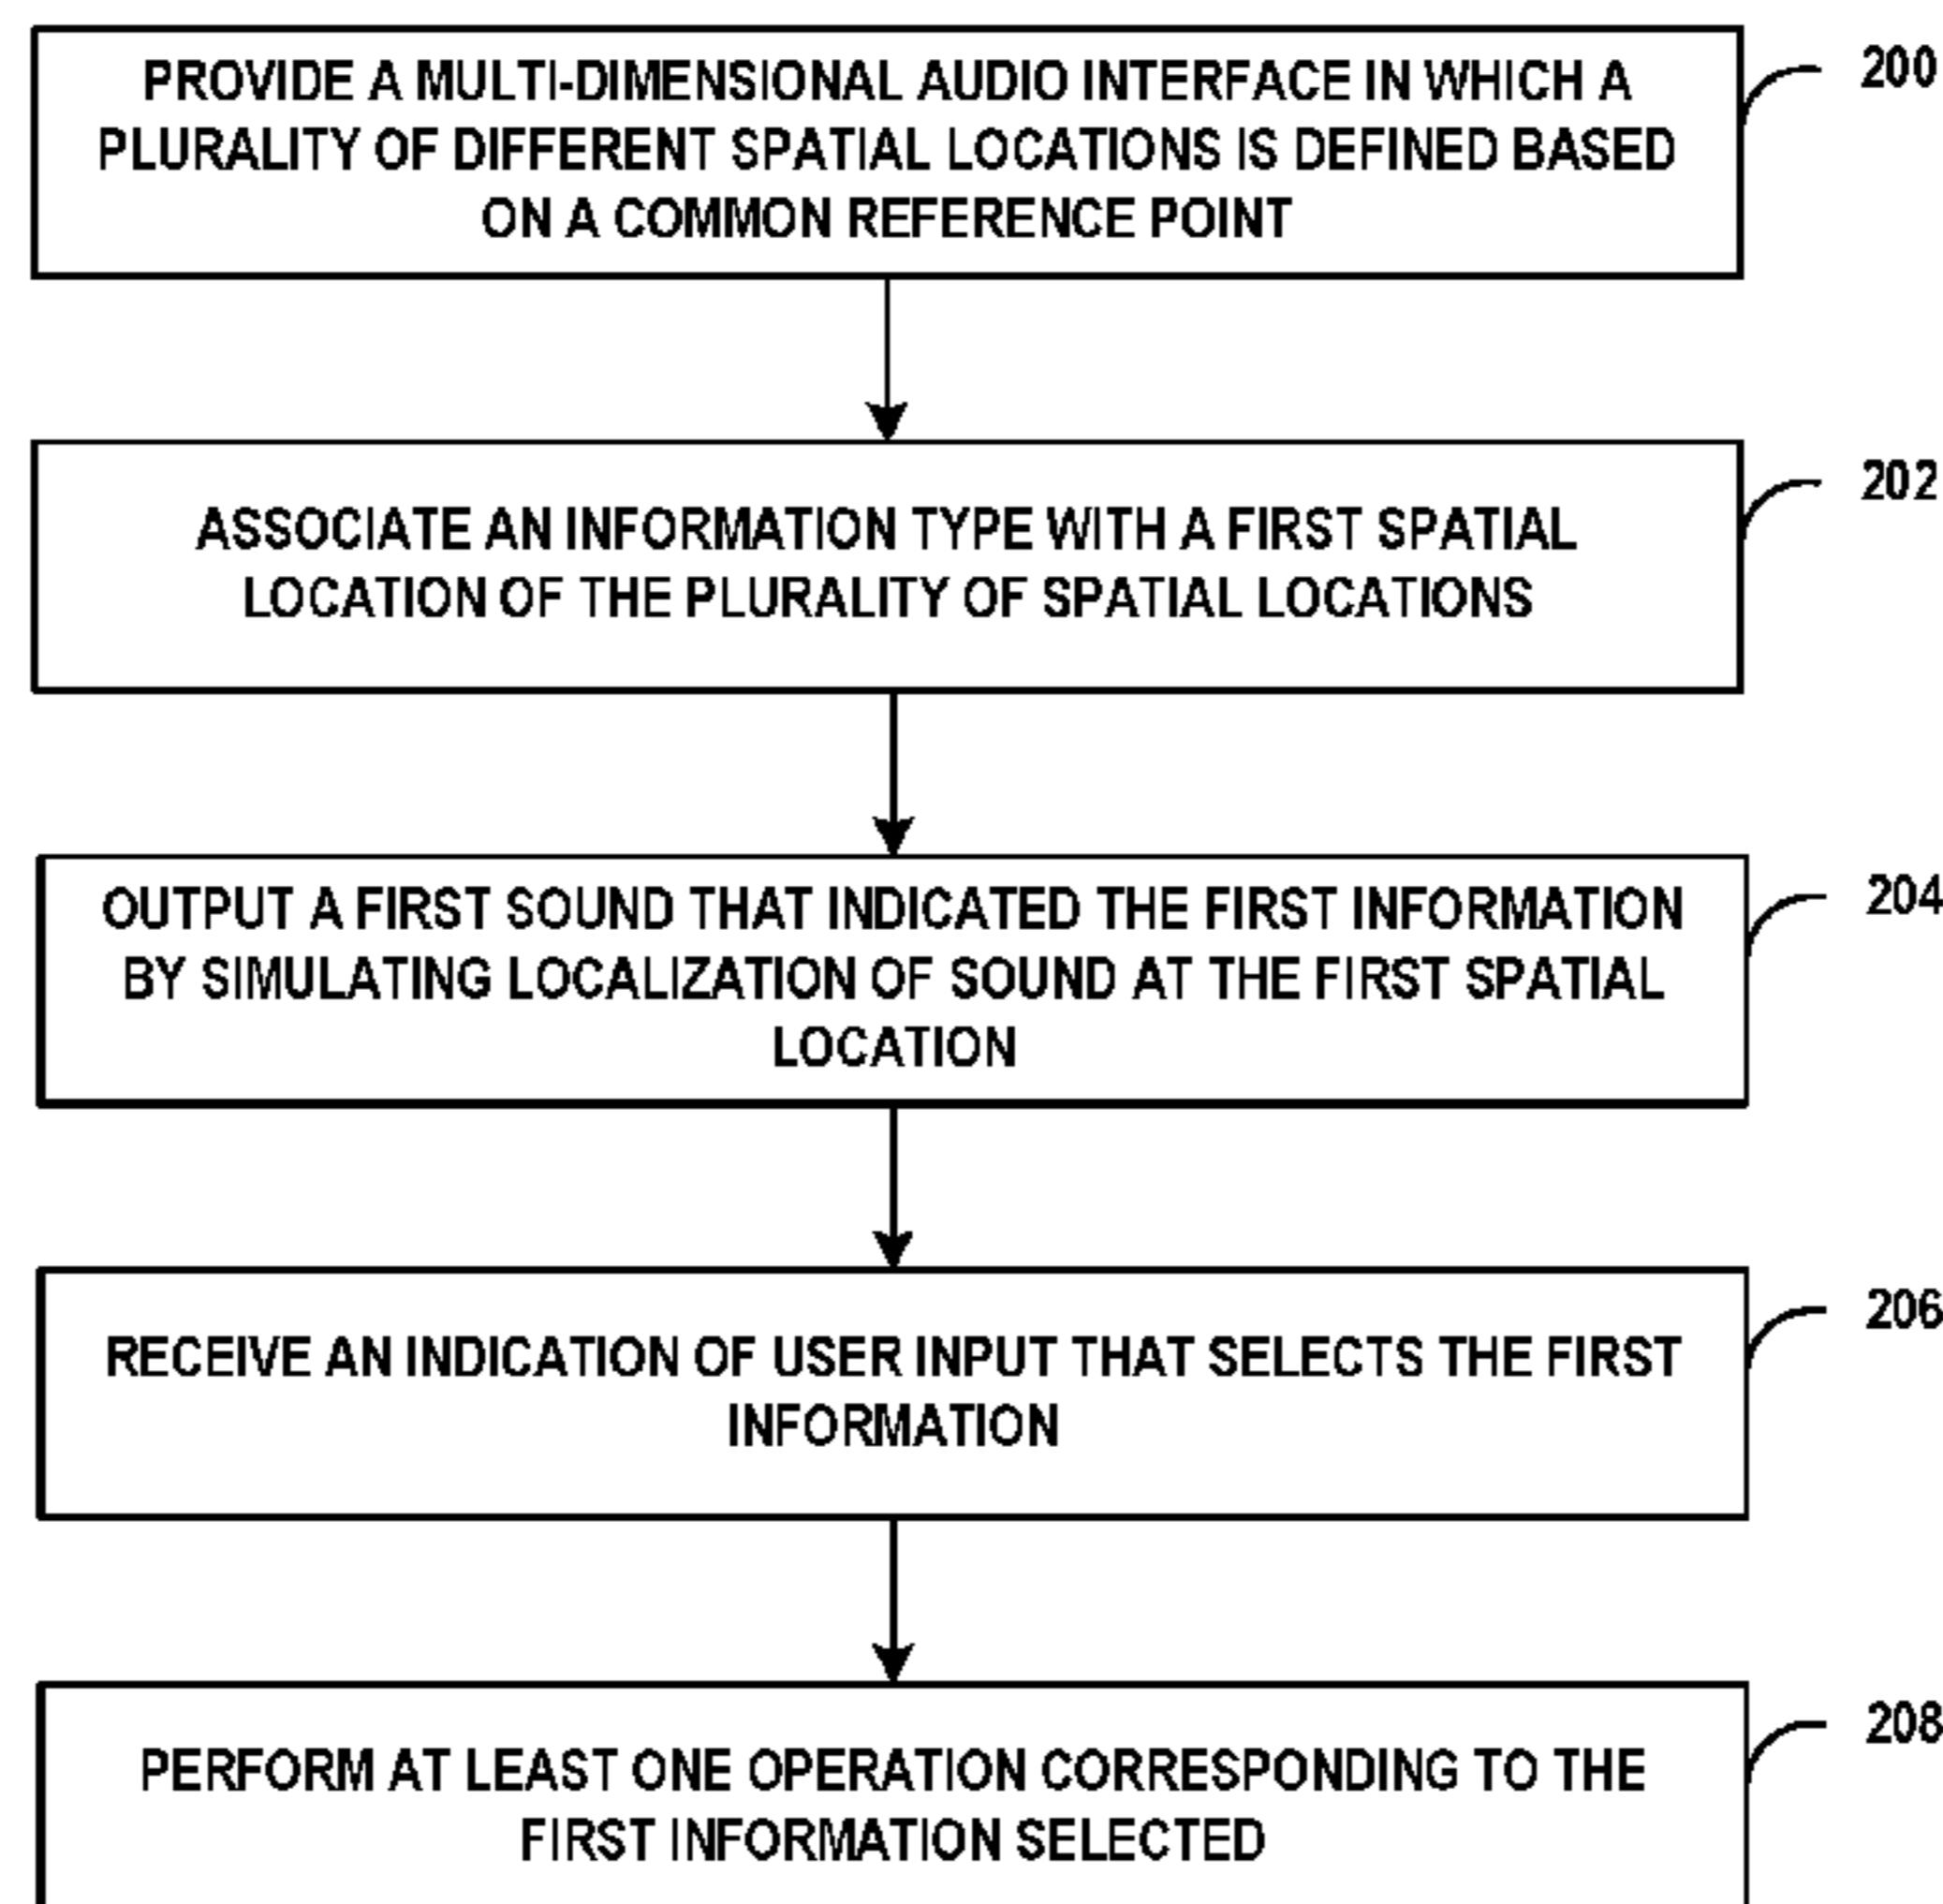 PROVIDE A MULTI-DIMENSIONAL AUDIO INTERFACE IN WHICH A
PLURALITY OF DIFFERENT SPATIAL LOCATIONS IS DEFINED BASED
ON A COMMON REFERENCE POINT
200
ASSOCIATE AN INFORMATION TYPE WITH A FIRST SPATIAL
LOCATION OF THE PLURALITY OF SPATIAL LOCATIONS
202
OUTPUT A FIRST SOUND THAT INDICATED THE FIRST INFORMATION
BY SIMULATING LOCALIZATION OF SOUND AT THE FIRST SPATIAL
LOCATION
204
RECEIVE AN INDICATION OF USER INPUT THAT SELECTS THE FIRST
INFORMATION
206
PERFORM AT LEAST ONE OPERATION CORRESPONDING TO THE
FIRST INFORMATION SELECTED
208